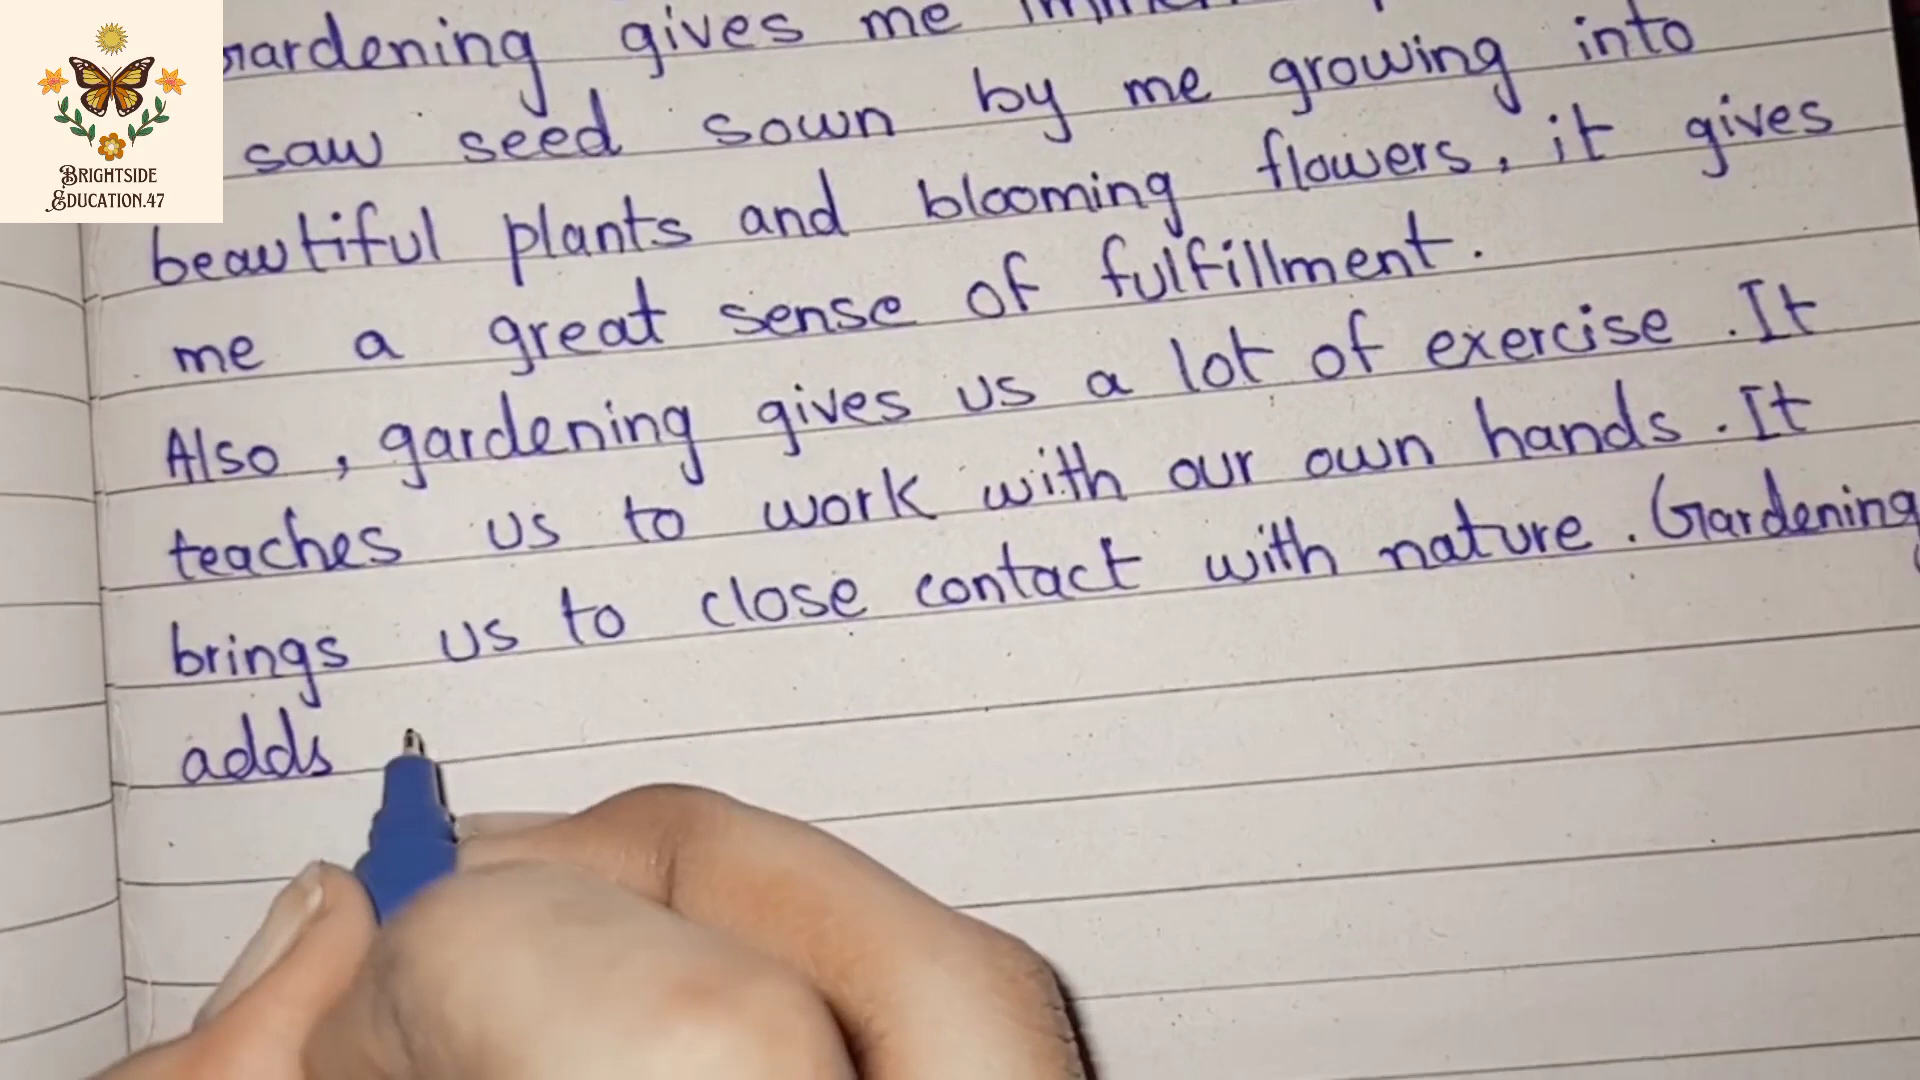 Brightside
Education.47
Gardening gives me
saw seed sown by me growing into
beautiful plants and blooming flowers, it gives
me a great sense of fulfillment.
Also, gardening gives us a lot of exercise. It
teaches us to work with our own hands. It
brings us to close contact with nature. Gardening
adds